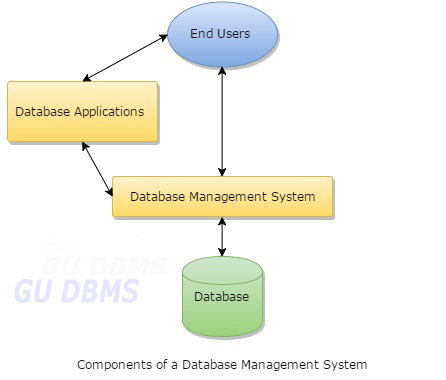 End Users
Database Applications
Database Management System
GU DBMS
GU DBMS
Database
Components of a Database Management System